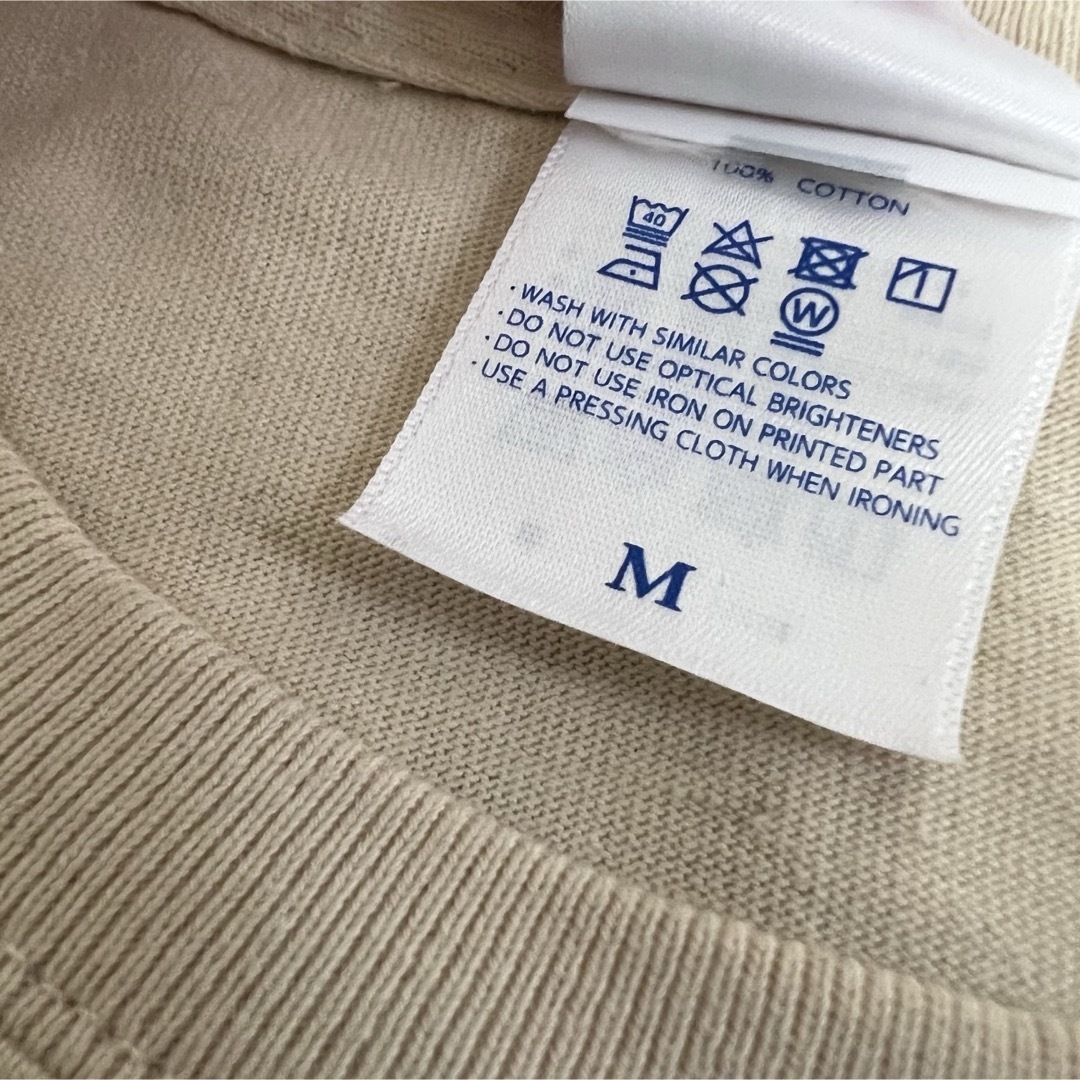 100% COTTON
40
W
· WASH WITH SIMILAR COLORS
· DO NOT USE OPTICAL BRIGHTENERS
· DO NOT USE IRON ON PRINTED PART
· USE A PRESSING CLOTH WHEN IRONING
M